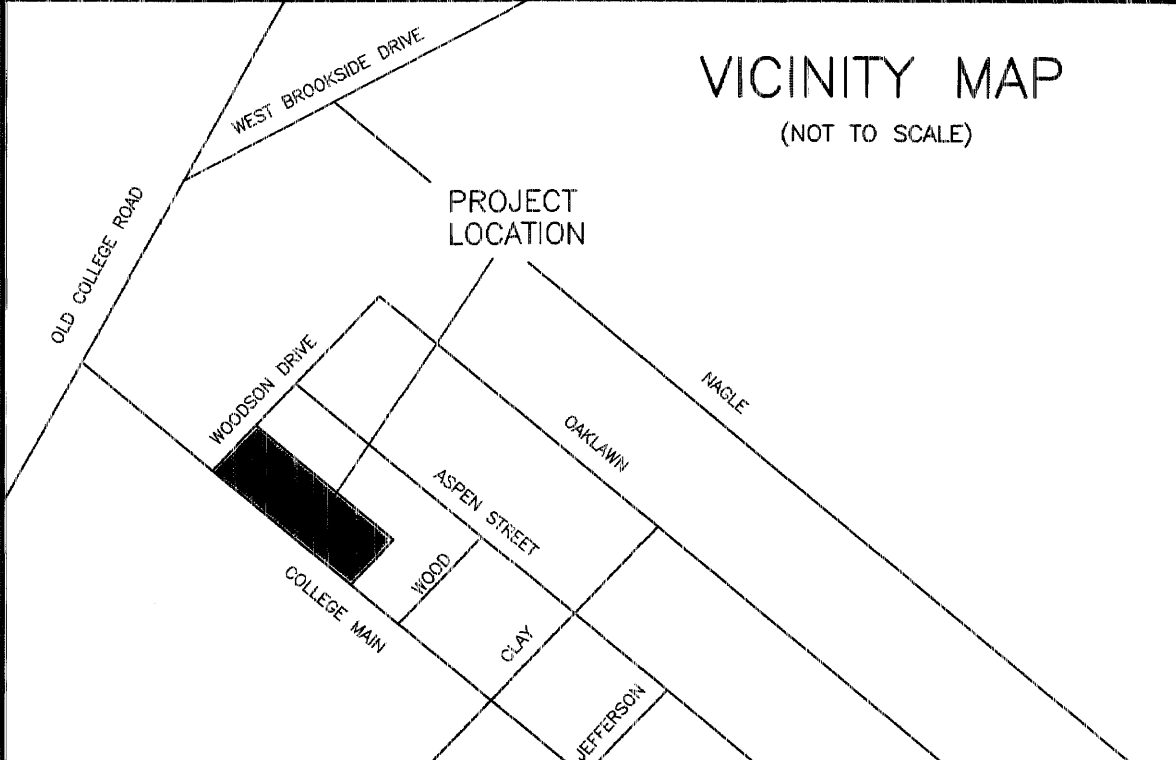 VICINITY MAP
(NOT TO SCALE)
WEST BROOKSIDE DRIVE
PROJECT
LOCATION
OLD COLLEGE ROAD
WOODSON DRIVE
NAGLE
OAKLAWN
ASPEN STREET
WOOD
COLLEGE MAIN
CLAY
JEFFERSON